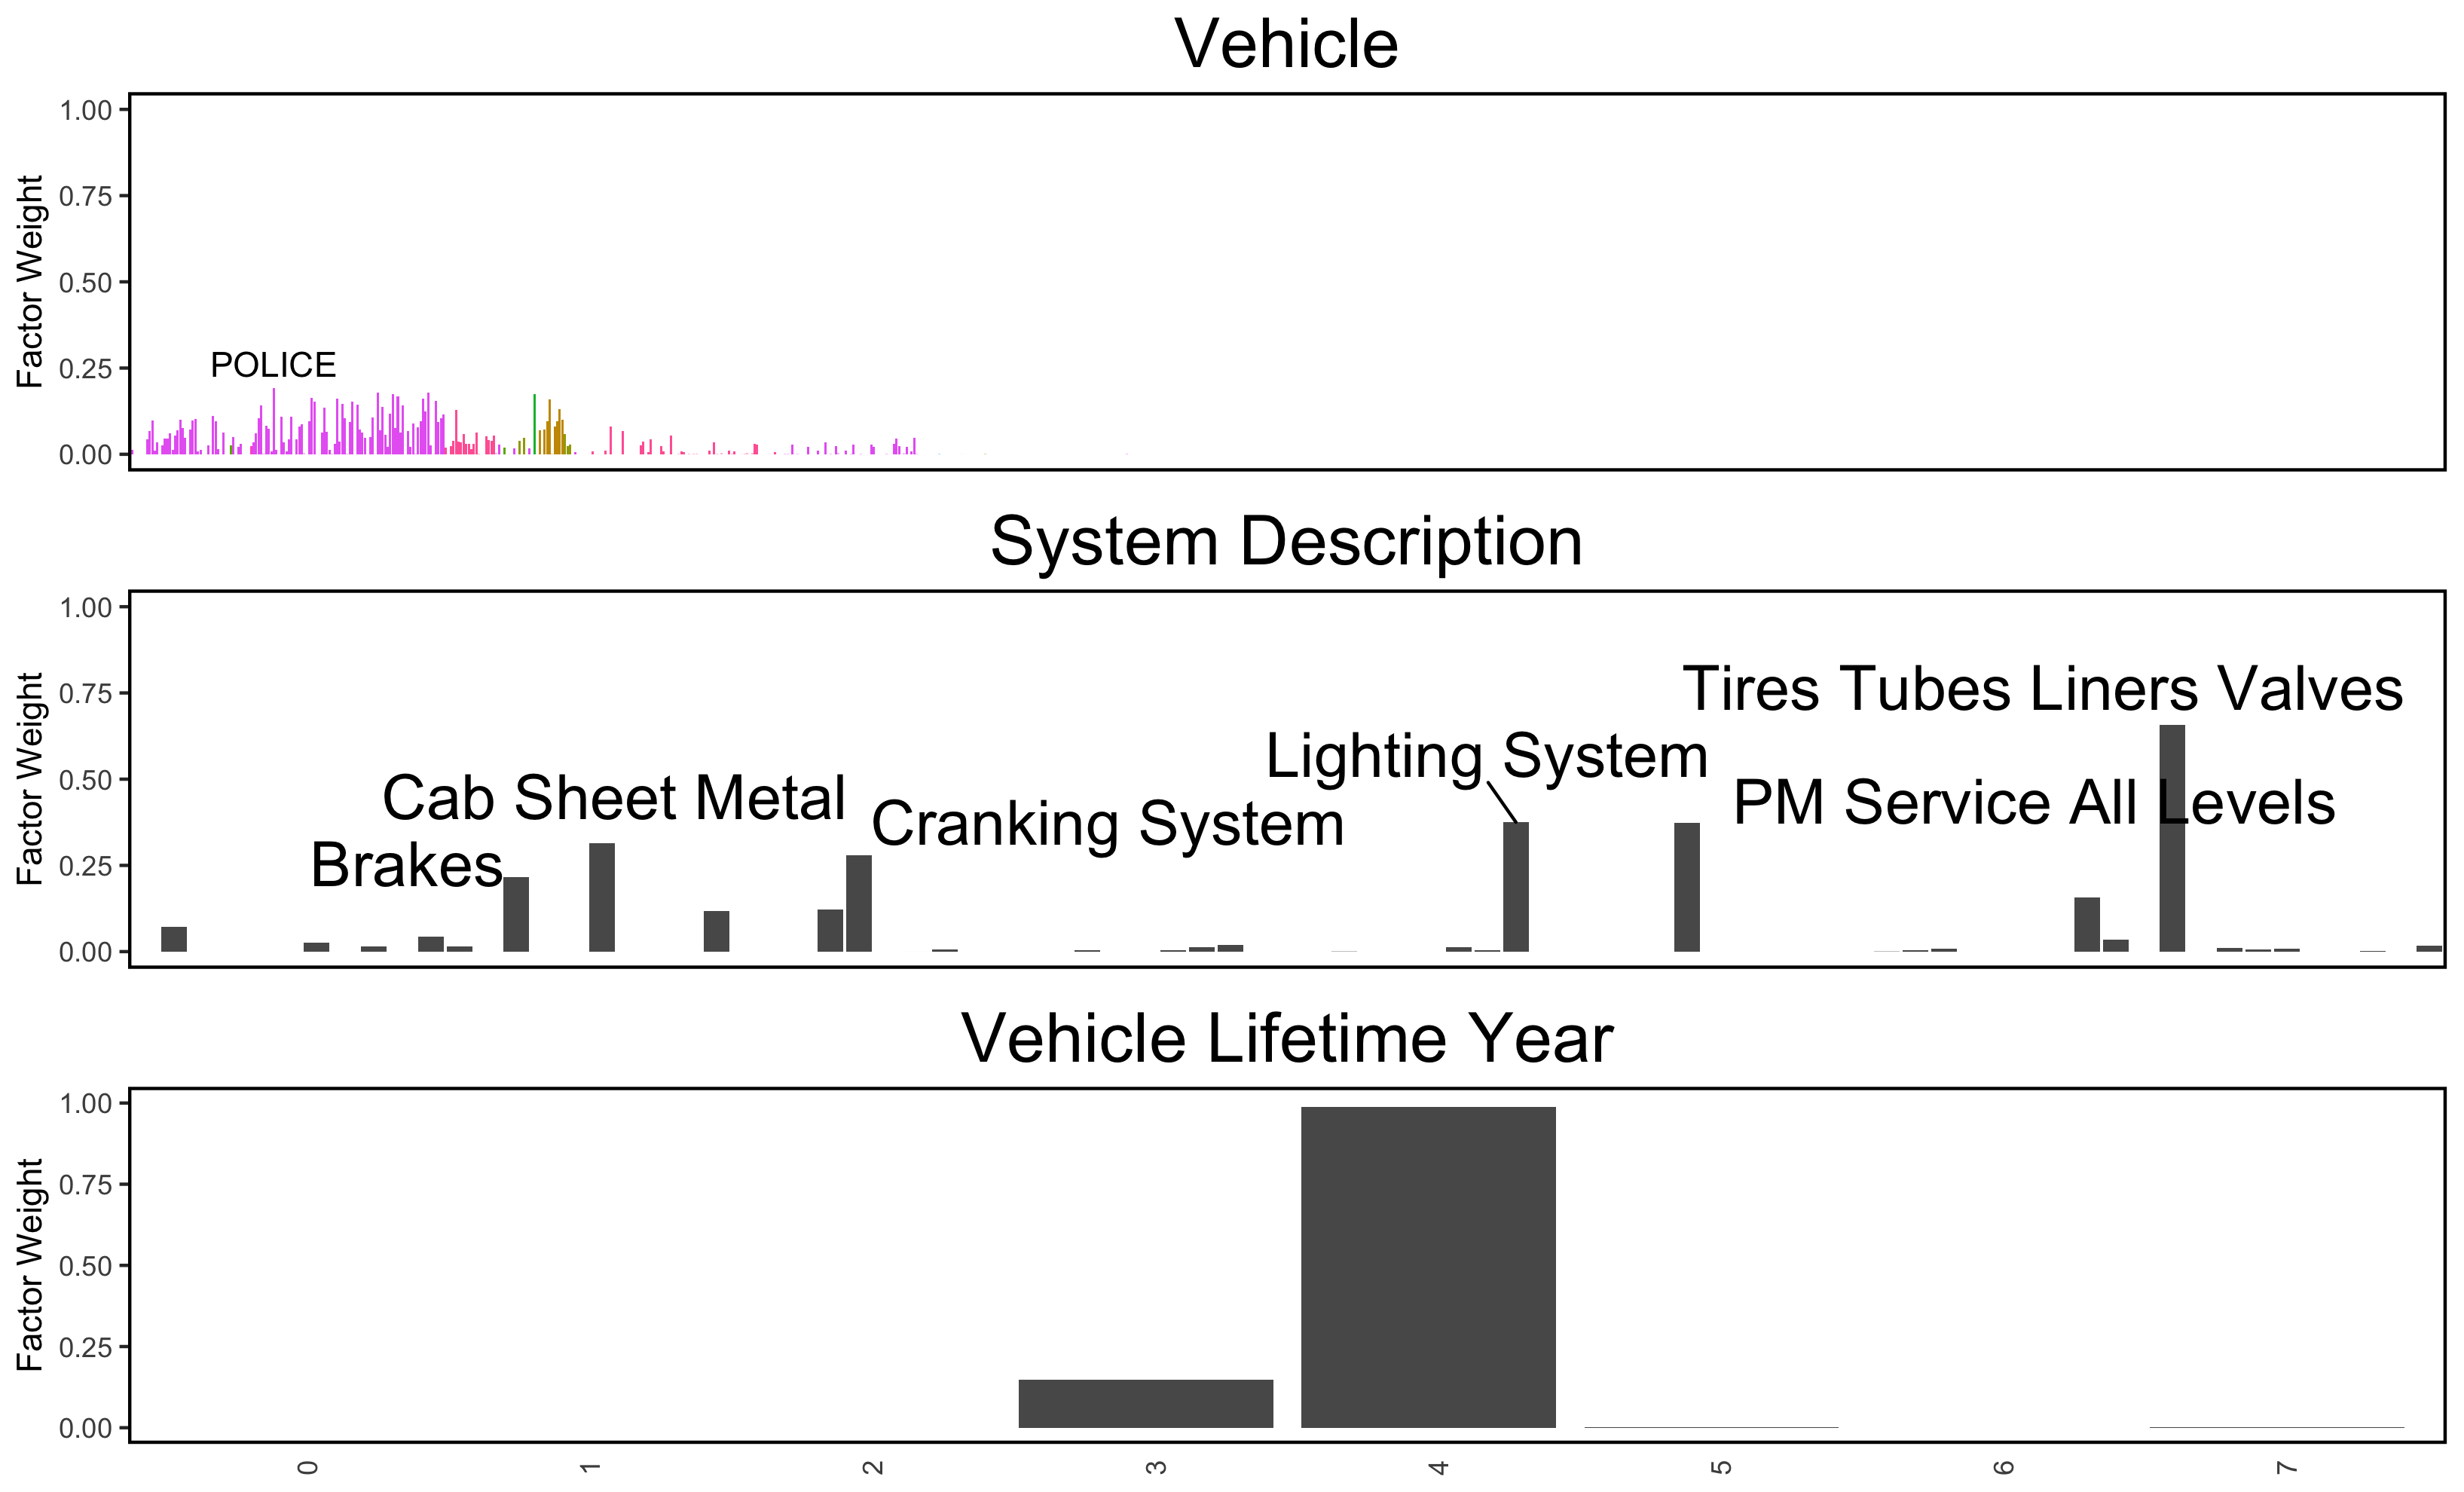 Vehicle
Factor Weight
1.00
0.75
0.50
0.25
0.00
POLICE
System Description
Factor Weight
1.00
0.75
0.50
0.25
0.00
Tires Tubes Liners Valves
Lighting System
Cab Sheet Metal
PM Service All Levels
Cranking System
Brakes
Vehicle Lifetime Year
Factor Weight
1.00
0.75
0.50
0.25
0.00
0 1 2 3 4 5 6 7